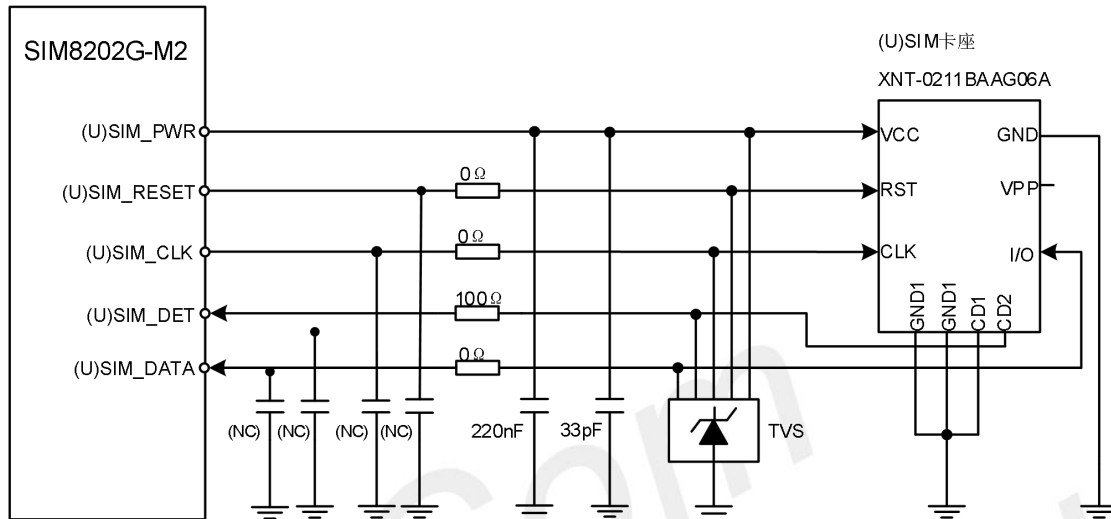 SIM8202G-M2
(U)SIM卡座
XNT-0211BAAG06A
(U)SIM_PWR
VCC
GND
(U)SIM_RESET
0Ω
RST
VPP
(U)SIM_CLK
0Ω
CLK
I/O
(U)SIM_DET
100Ω
GND1
GND1
CD1
CD2
(U)SIM_DATA
0Ω
(NC)
(NC)
(NC)
(NC)
220nF
33pF
TVS